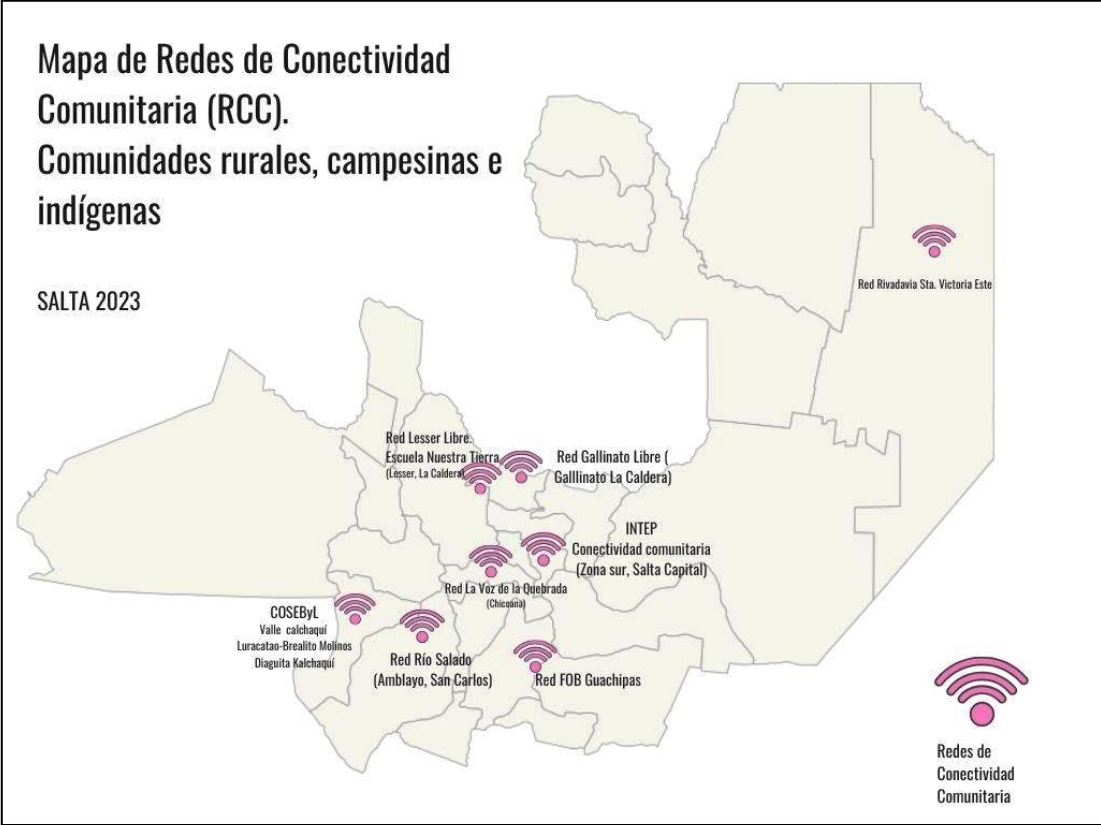 Mapa de Redes de Conectividad
Comunitaria (RCC).
Comunidades rurales, campesinas e
indígenas
SALTA 2023
Red Rivadavia Sta. Victoria Este
Red Lesser Libre.
Escuela Nuestra Tierra
(Lesser, La Caldera)
Red Gallinato Libre (
Galllinato La Caldera)
INTEP
Conectividad comunitaria
(Zona sur, Salta Capital)
Red La Voz de la Quebrada
(Chicoana)
COSEByL
Valle calchaquí
Luracatao-Brealito Molinos
Diaguita Kalchaquí
Red Río Salado
(Amblayo, San Carlos)
Red FOB Guachipas
Redes de
Conectividad
Comunitaria